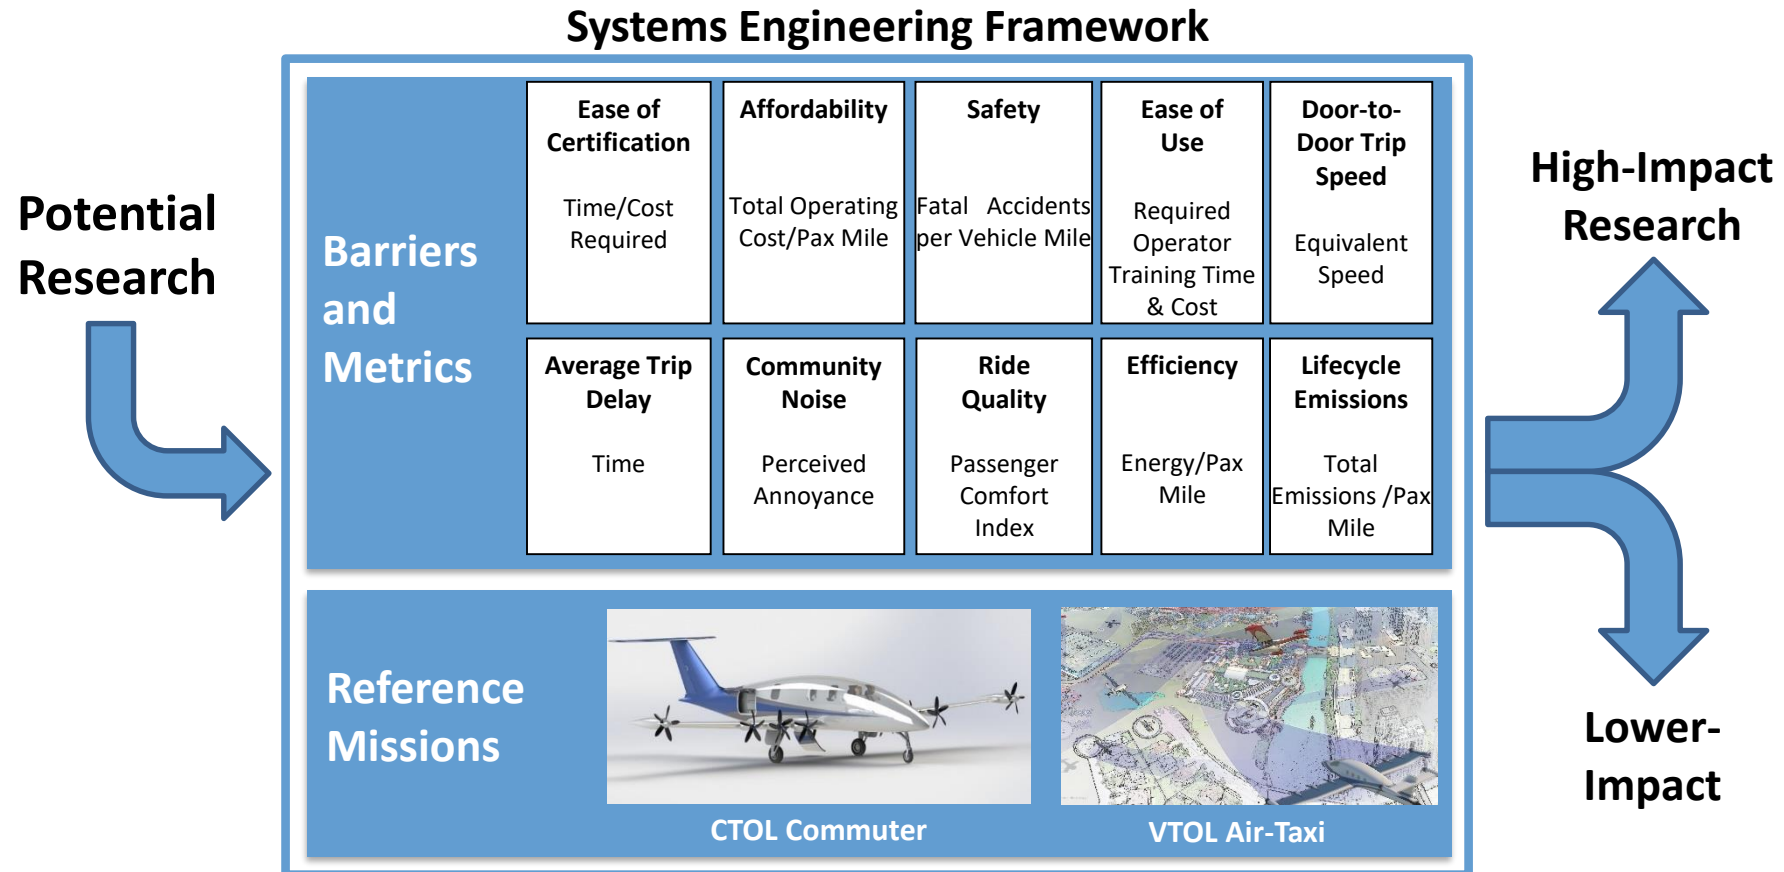 Systems Engineering Framework
Potential
Research
Barriers
and
Metrics
Ease of
Certification
Time/Cost
Required
Affordability
Total Operating
Cost/Pax Mile
Safety
Fatal Accidents
per Vehicle Mile
Ease of
Use
Required
Operator
Training Time
& Cost
Door-to-
Door Trip
Speed
Equivalent
Speed
Average Trip
Delay
Time
Community
Noise
Perceived
Annoyance
Ride
Quality
Passenger
Comfort
Index
Efficiency
Energy/Pax
Mile
Lifecycle
Emissions
Total
Emissions /Pax
Mile
Reference
Missions
CTOL Commuter
VTOL Air-Taxi
High-Impact
Research
Lower-
Impact